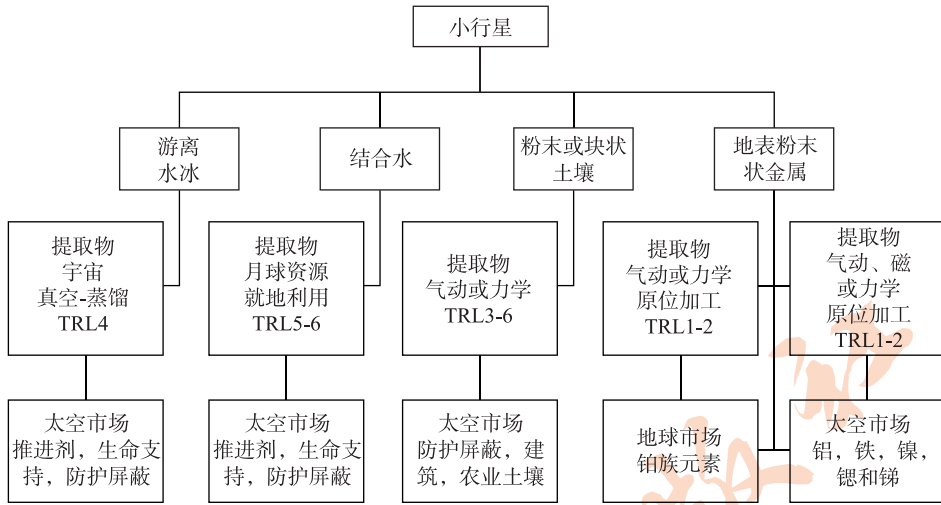 小行星
游离
水冰
结合水
粉末或块状
土壤
地表粉末
状金属
提取物
宇宙
真空-蒸馏
TRL4
提取物
月球资源
就地利用
TRL5-6
提取物
气动或力学
TRL3-6
提取物
气动或力学
原位加工
TRL1-2
提取物
气动、磁
或力学
原位加工
TRL1-2
太空市场
推进剂，生命支
持，防护屏蔽
太空市场
推进剂，生命支
持，防护屏蔽
太空市场
防护屏蔽，建
筑，农业土壤
地球市场
铂族元素
太空市场
铝，铁，镍，
锶和锑